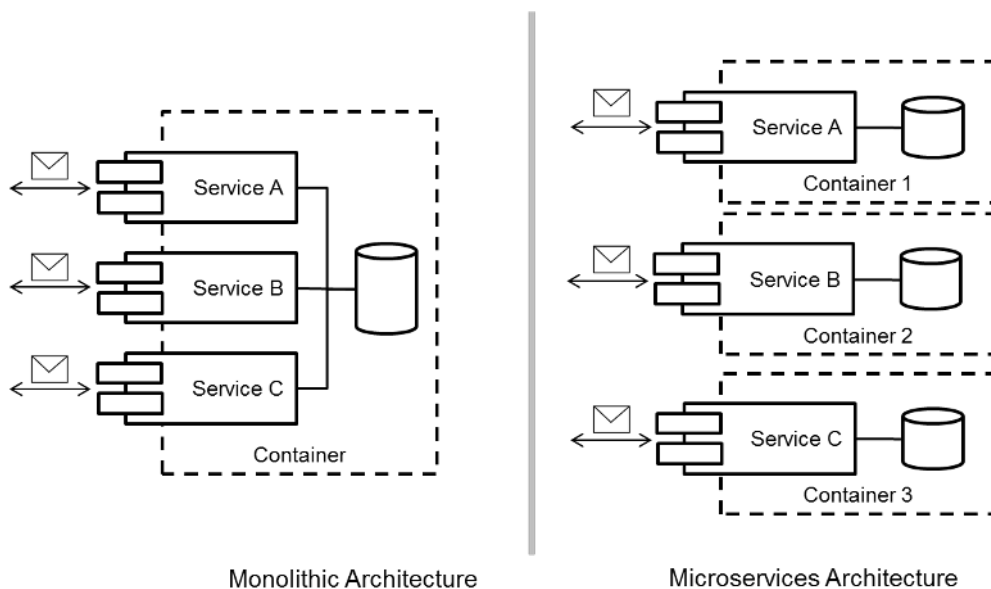 Service A
Service B
Service C
Container
Monolithic Architecture
Service A
Container 1
Service B
Container 2
Service C
Container 3
Microservices Architecture